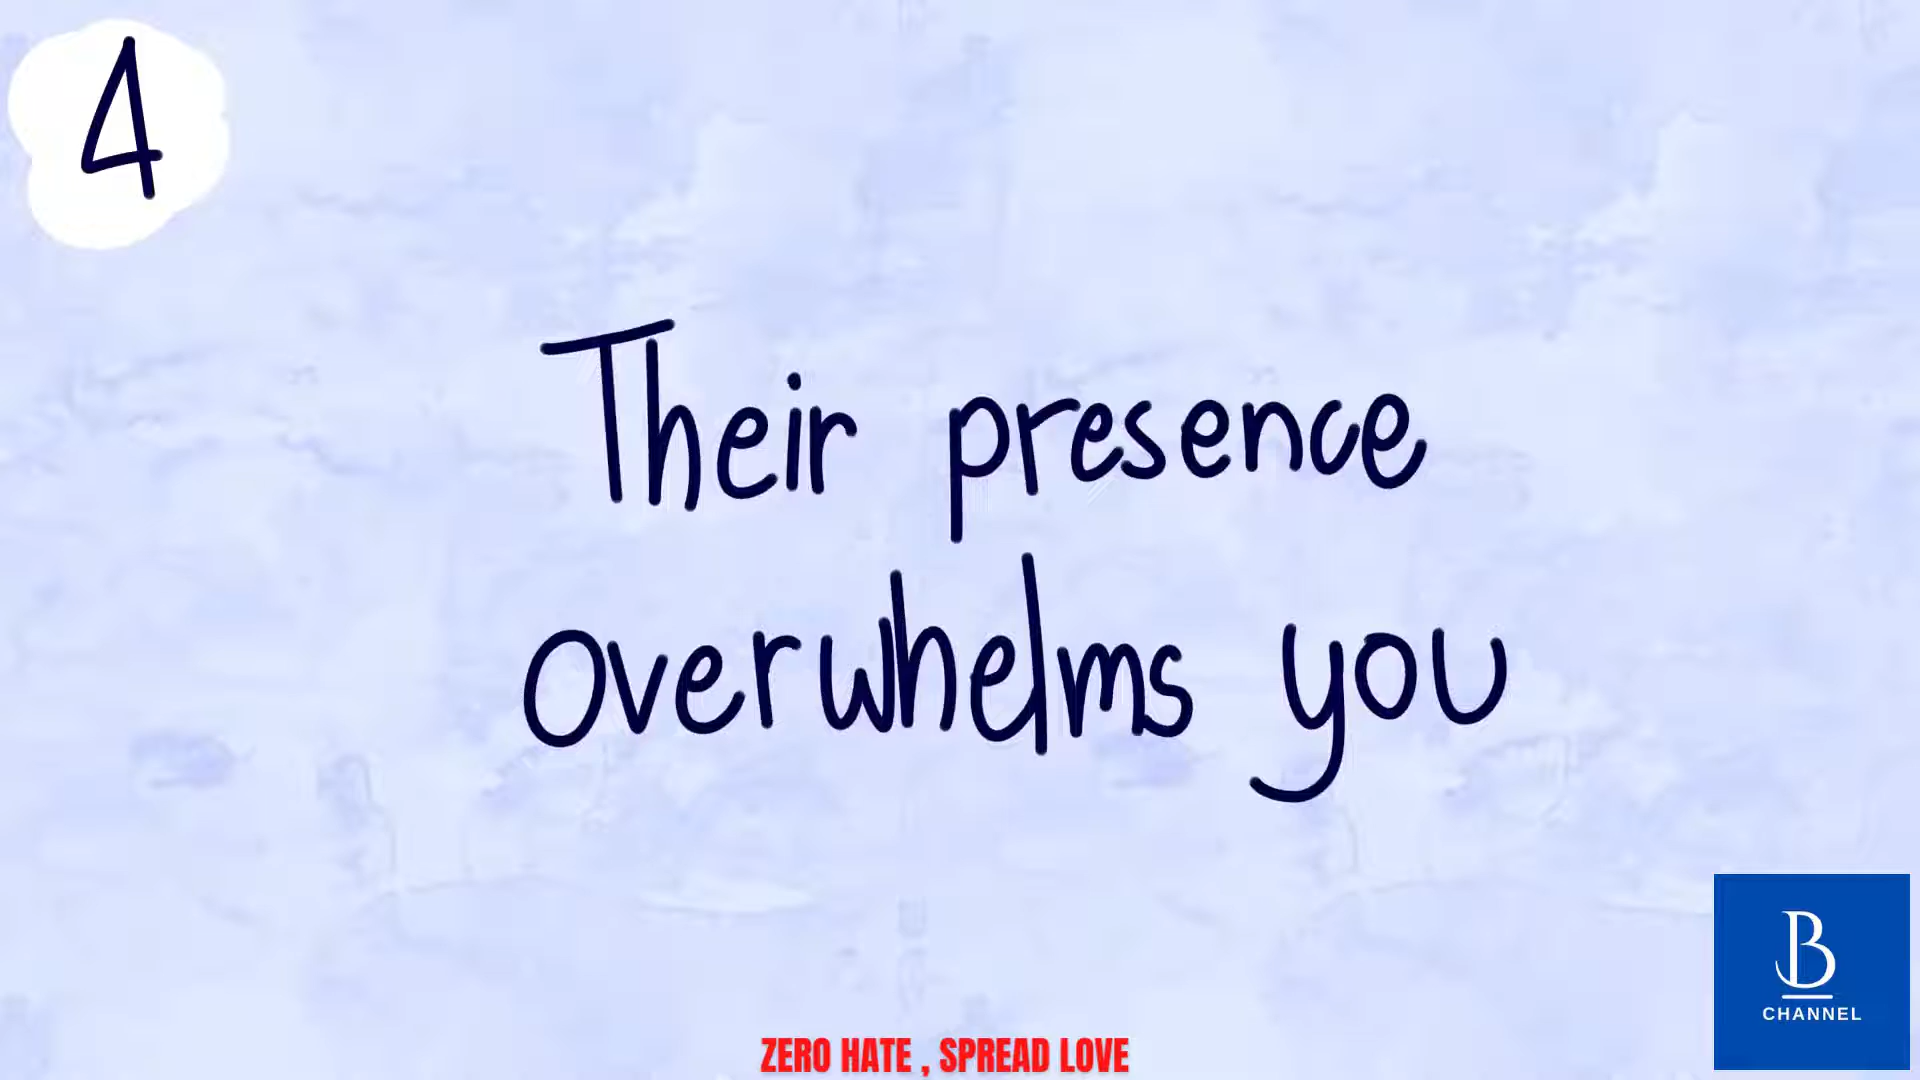 4
Their presence
overwhelms you
B
CHANNEL
ZERO HATE , SPREAD LOVE